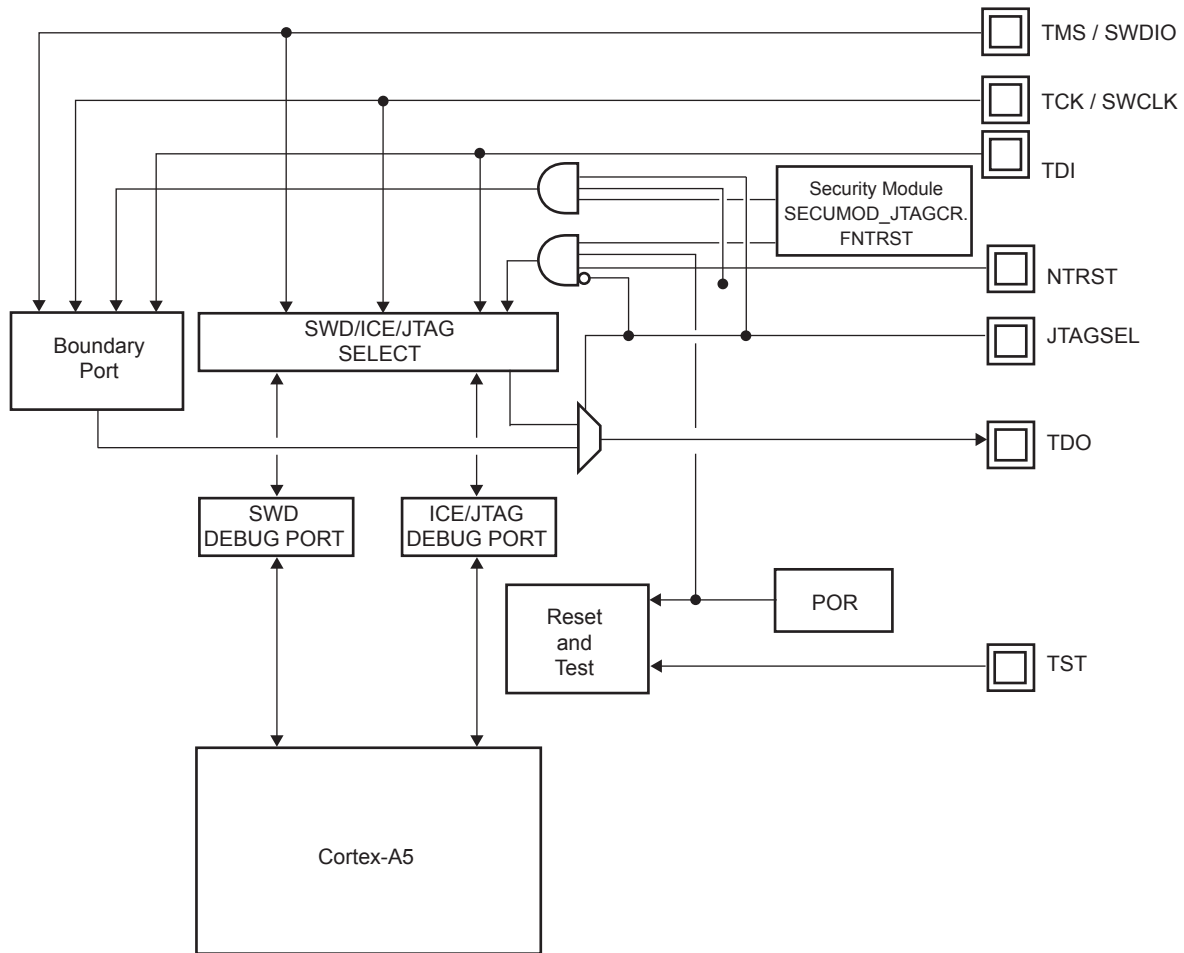 TMS / SWDIO
TCK / SWCLK
TDI
Security Module
SECUMOD_JTAGCR.
FNTRST
NTRST
JTAGSEL
Boundary
Port
SWD/ICE/JTAG
SELECT
TDO
SWD
DEBUG PORT
ICE/JTAG
DEBUG PORT
Reset
and
Test
POR
TST
Cortex-A5